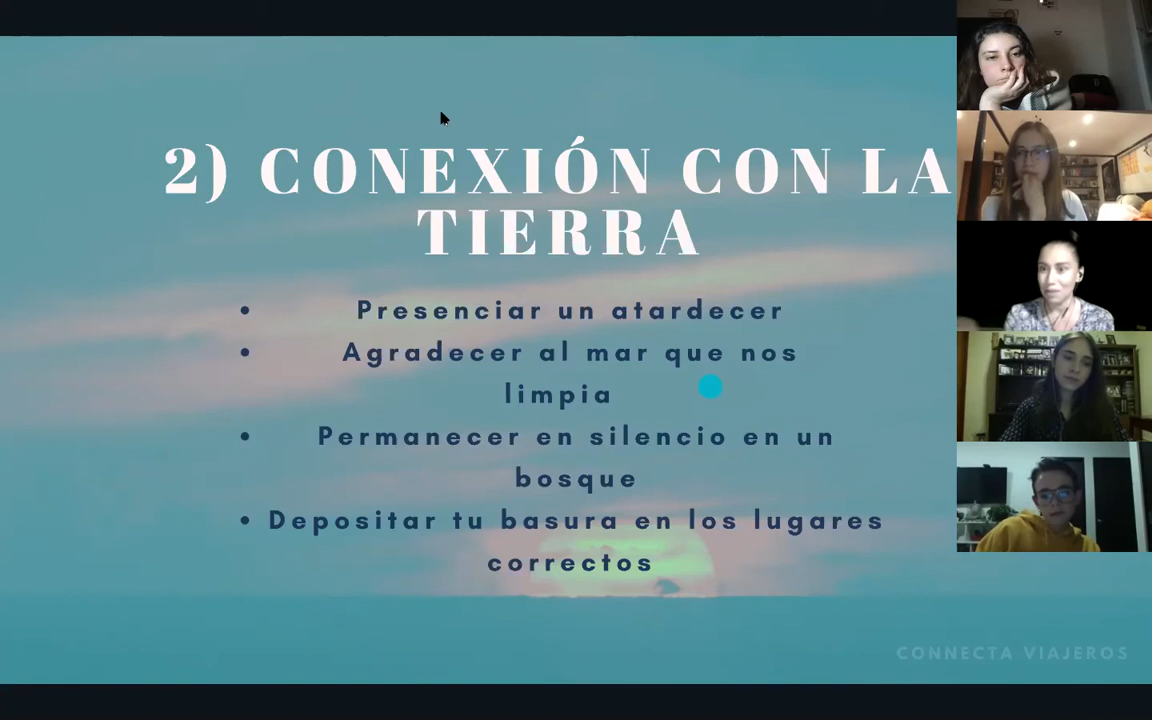 2) CONEXIÓN CON LA
TIERRA
• Presenciar un atardecer
• Agradecer al mar que nos
limpia
• Permanecer en silencio en un
bosque
• Depositar tu basura en los lugares
correctos
CONNECTA VIAJEROS